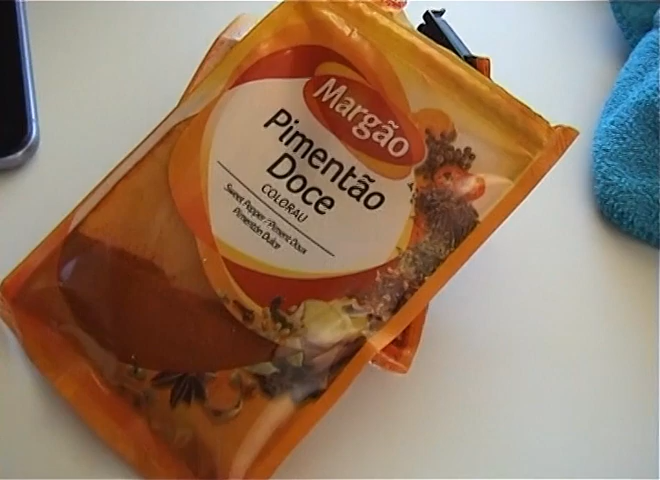 Margão
Pimentão
Doce
COLORAU
Sweet Pepper / Piment Doux
Pimentón Dulce